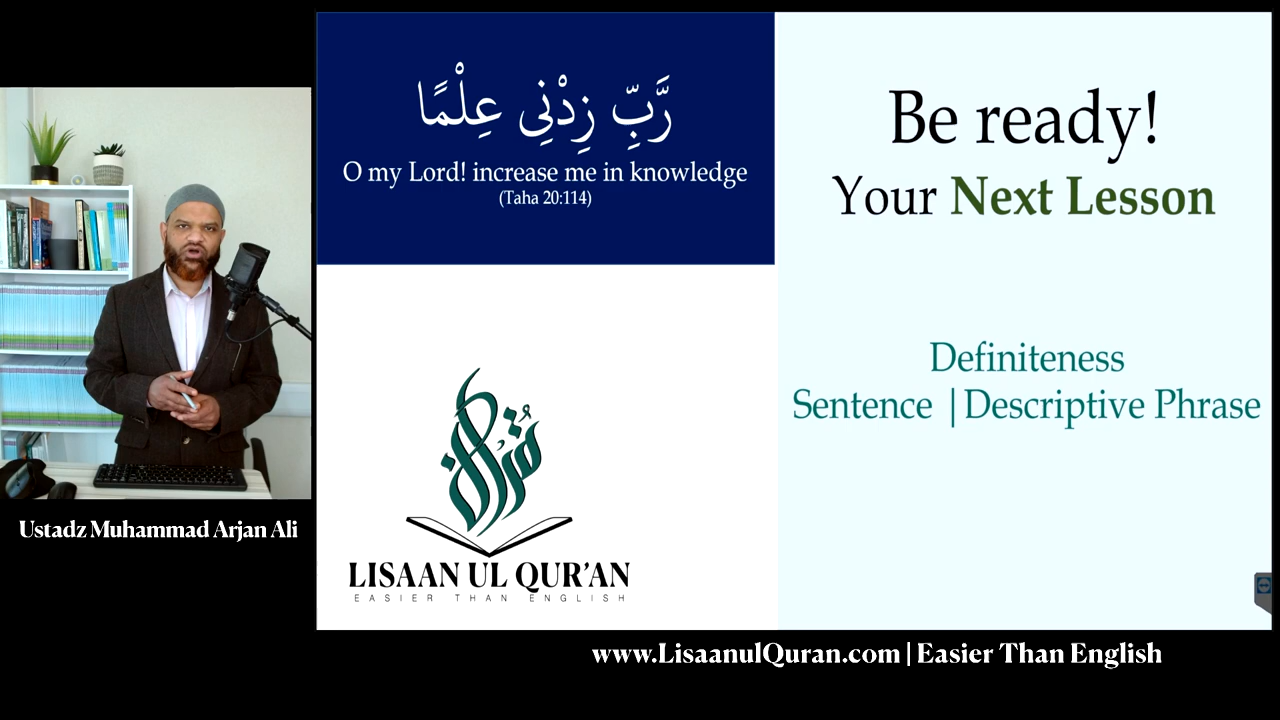 رَّبِّ زِدْنِى عِلْمًا
O my Lord! increase me in knowledge
(Taha 20:114)
Be ready!
Your Next Lesson
Definiteness
Sentence | Descriptive Phrase
LISAAN UL QUR'AN
EASIER THAN ENGLISH
Ustadz Muhammad Arjan Ali
www.LisaanulQuran.com | Easier Than English